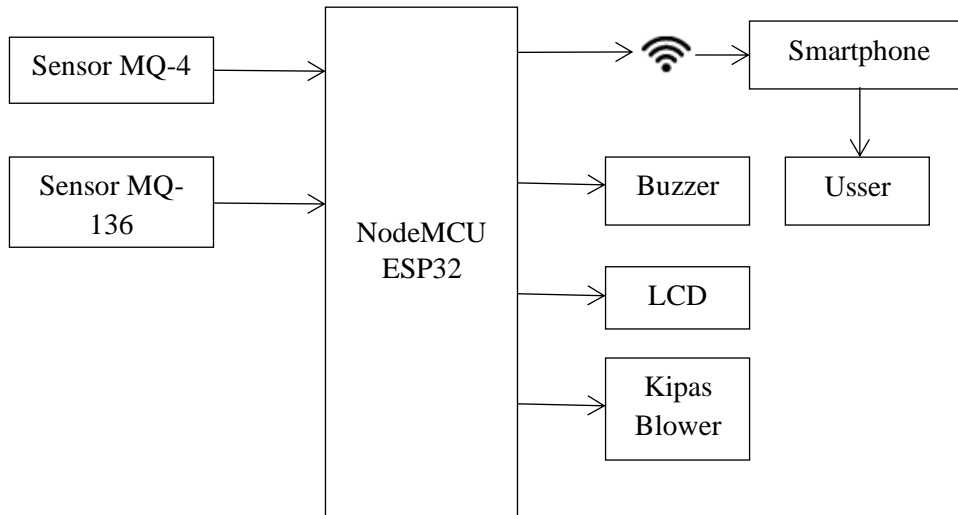 Sensor MQ-4
Sensor MQ-
136
NodeMCU
ESP32
Smartphone
Buzzer
Usser
LCD
Kipas
Blower